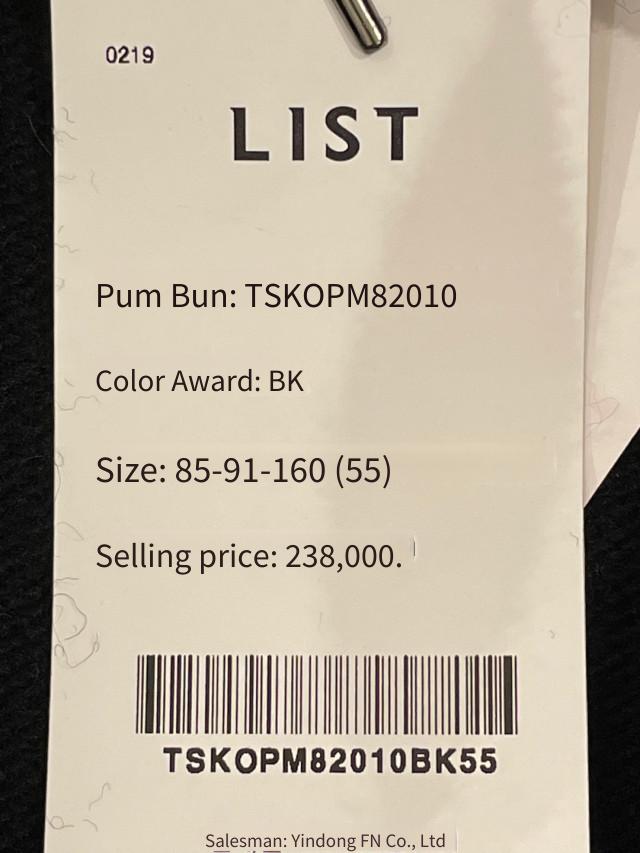 0219
LIST
Pum Bun: TSKOPM82010
Color Award: BK
Size: 85-91-160 (55)
Selling price: 238,000.
TSKOPM82010BK55
Salesman: Yindong FN Co., Ltd